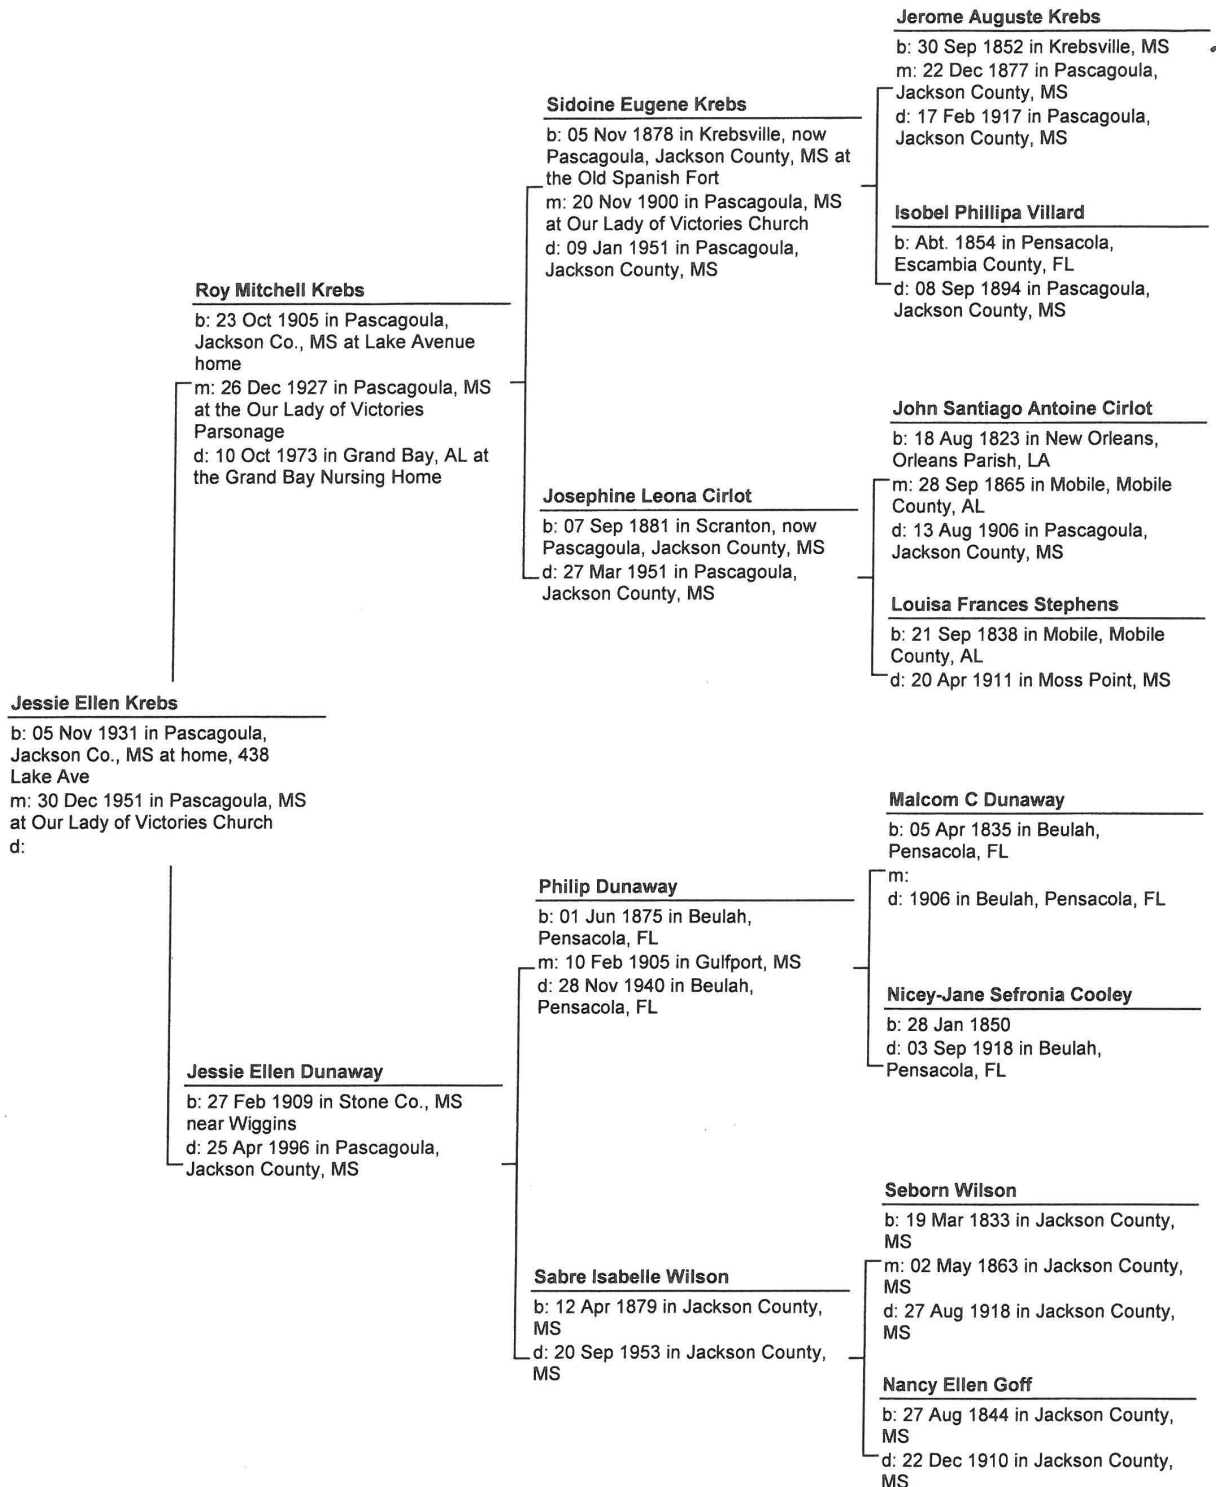 Jerome Auguste Krebs
b: 30 Sep 1852 in Krebsville, MS
m: 22 Dec 1877 in Pascagoula,
Jackson County, MS
d: 17 Feb 1917 in Pascagoula,
Jackson County, MS
Sidoine Eugene Krebs
b: 05 Nov 1878 in Krebsville, now
Pascagoula, Jackson County, MS at
the Old Spanish Fort
m: 20 Nov 1900 in Pascagoula, MS
at Our Lady of Victories Church
d: 09 Jan 1951 in Pascagoula,
Jackson County, MS
Isobel Phillipa Villard
b: Abt. 1854 in Pensacola,
Escambia County, FL
d: 08 Sep 1894 in Pascagoula,
Jackson County, MS
Roy Mitchell Krebs
b: 23 Oct 1905 in Pascagoula,
Jackson Co., MS at Lake Avenue
home
m: 26 Dec 1927 in Pascagoula, MS
at the Our Lady of Victories
Parsonage
d: 10 Oct 1973 in Grand Bay, AL at
the Grand Bay Nursing Home
John Santiago Antoine Cirlot
b: 18 Aug 1823 in New Orleans,
Orleans Parish, LA
m: 28 Sep 1865 in Mobile, Mobile
County, AL
d: 13 Aug 1906 in Pascagoula,
Jackson County, MS
Josephine Leona Cirlot
b: 07 Sep 1881 in Scranton, now
Pascagoula, Jackson County, MS
d: 27 Mar 1951 in Pascagoula,
Jackson County, MS
Louisa Frances Stephens
b: 21 Sep 1838 in Mobile, Mobile
County, AL
d: 20 Apr 1911 in Moss Point, MS
Jessie Ellen Krebs
b: 05 Nov 1931 in Pascagoula,
Jackson Co., MS at home, 438
Lake Ave
m: 30 Dec 1951 in Pascagoula, MS
at Our Lady of Victories Church
d:
Malcom C Dunaway
b: 05 Apr 1835 in Beulah,
Pensacola, FL
m:
d: 1906 in Beulah, Pensacola, FL
Philip Dunaway
b: 01 Jun 1875 in Beulah,
Pensacola, FL
m: 10 Feb 1905 in Gulfport, MS
d: 28 Nov 1940 in Beulah,
Pensacola, FL
Nicey-Jane Sefronia Cooley
b: 28 Jan 1850
d: 03 Sep 1918 in Beulah,
Pensacola, FL
Jessie Ellen Dunaway
b: 27 Feb 1909 in Stone Co., MS
near Wiggins
d: 25 Apr 1996 in Pascagoula,
Jackson County, MS
Seborn Wilson
b: 19 Mar 1833 in Jackson County,
MS
m: 02 May 1863 in Jackson County,
MS
d: 27 Aug 1918 in Jackson County,
MS
Sabre Isabelle Wilson
b: 12 Apr 1879 in Jackson County,
MS
d: 20 Sep 1953 in Jackson County,
MS
Nancy Ellen Goff
b: 27 Aug 1844 in Jackson County,
MS
d: 22 Dec 1910 in Jackson County,
MS